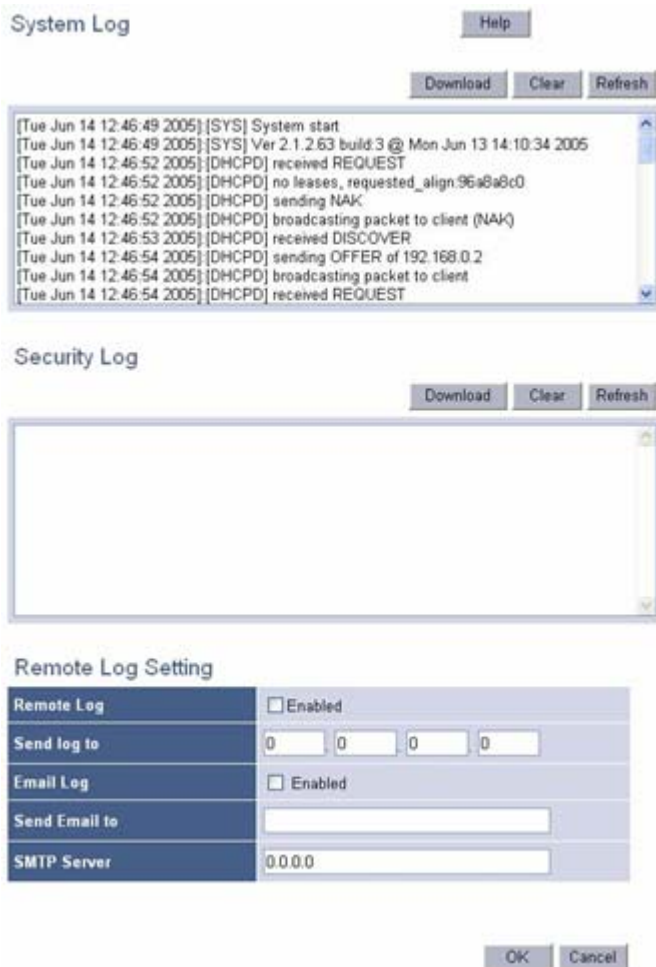 System Log
Help
Download Clear Refresh
[Tue Jun 14 12:46:49 2005]:[SYS] System start
[Tue Jun 14 12:46:49 2005]:[SYS] Ver 2.1.2.63 build:3 @ Mon Jun 13 14:10:34 2005
[Tue Jun 14 12:46:52 2005]:[DHCPD] received REQUEST
[Tue Jun 14 12:46:52 2005]:[DHCPD] no leases, requested_align:96a8a8c0
[Tue Jun 14 12:46:52 2005]:[DHCPD] sending NAK
[Tue Jun 14 12:46:52 2005]:[DHCPD] broadcasting packet to client (NAK)
[Tue Jun 14 12:46:53 2005]:[DHCPD] received DISCOVER
[Tue Jun 14 12:46:54 2005]:[DHCPD] sending OFFER of 192.168.0.2
[Tue Jun 14 12:46:54 2005]:[DHCPD] broadcasting packet to client
[Tue Jun 14 12:46:54 2005]:[DHCPD] received REQUEST
Security Log
Download Clear Refresh
Remote Log Setting
Remote Log Enabled
Send log to 0 . 0 . 0 . 0
Email Log Enabled
Send Email to
SMTP Server 0.0.0.0
OK Cancel